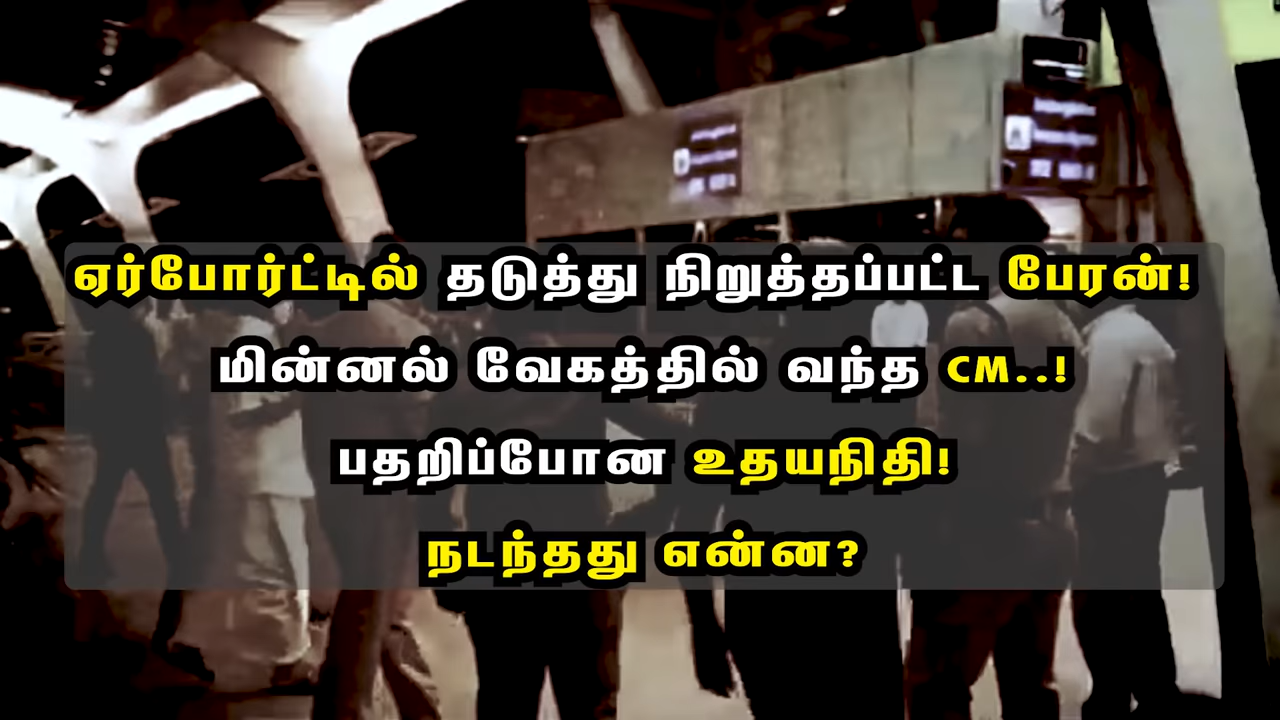 ஏர்போர்ட்டில் தடுத்து நிறுத்தப்பட்ட பேரன்!
மின்னல் வேகத்தில் வந்த CM..!
பதறிப்போன உதயநிதி!
நடந்தது என்ன?